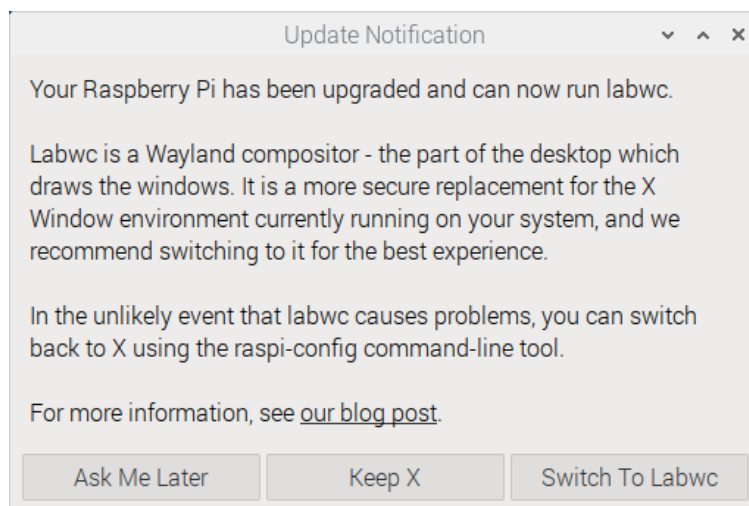 Update Notification
Your Raspberry Pi has been upgraded and can now run labwc.
Labwc is a Wayland compositor - the part of the desktop which
draws the windows. It is a more secure replacement for the X
Window environment currently running on your system, and we
recommend switching to it for the best experience.
In the unlikely event that labwc causes problems, you can switch
back to X using the raspi-config command-line tool.
For more information, see our blog post.
Ask Me Later Keep X Switch To Labwc